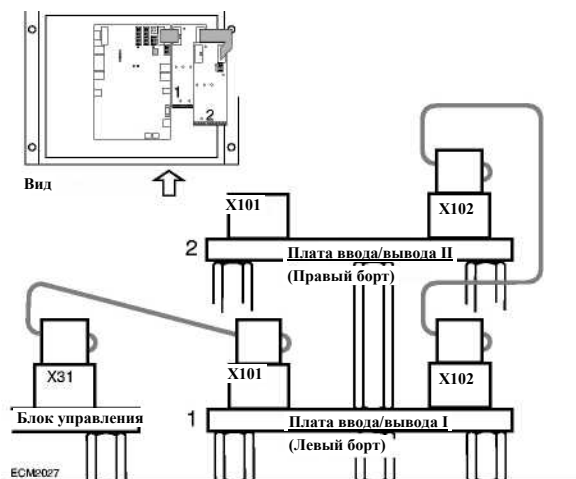 1
1
2
Вид
X101
X102
2
Плата ввода/вывода II
(Правый борт)
X31
X101
X102
Блок управления
1
Плата ввода/вывода I
(Левый борт)
ECM2027